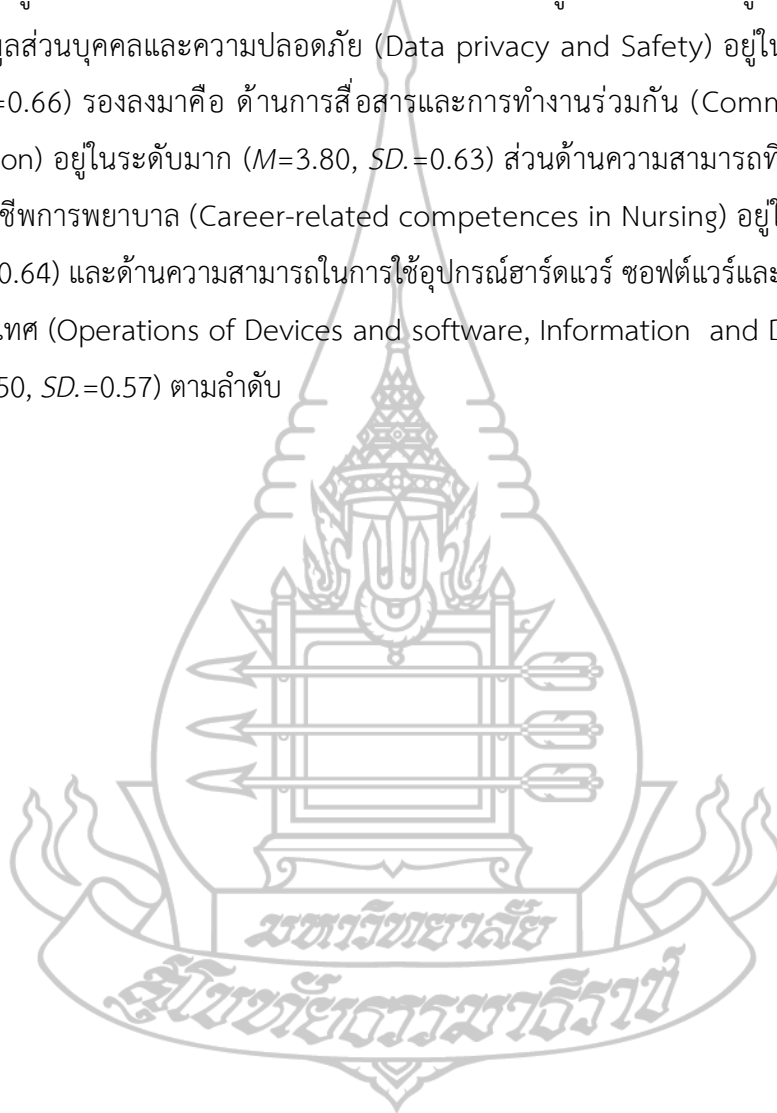 มูลส่วนบุคคลและความปลอดภัย (Data privacy and Safety) อยู่ใน
=0.66) รองลงมาคือ ด้านการสื่อสารและการทำงานร่วมกัน (Comm
on) อยู่ในระดับมาก (M=3.80, SD.=0.63) ส่วนด้านความสามารถที
ชีพการพยาบาล (Career-related competences in Nursing) อยู่ใ
0.64) และด้านความสามารถในการใช้อุปกรณ์ฮาร์ดแวร์ ซอฟต์แวร์และ
เทศ (Operations of Devices and software, Information and D
50, SD.=0.57) ตามลำดับ
มหาวิทยาลัย
สุโขทัยธรรมาธิราช